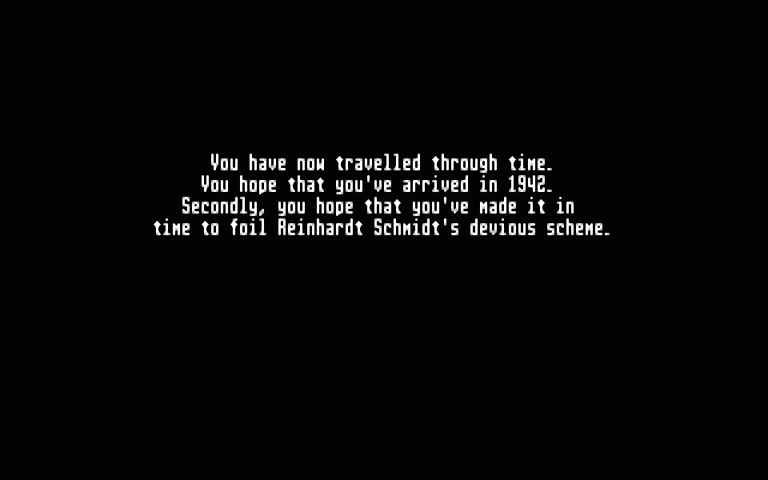 You have now travelled through time.
You hope that you've arrived in 1942.
Secondly, you hope that you've made it in
time to foil Reinhardt Schmidt's devious scheme.